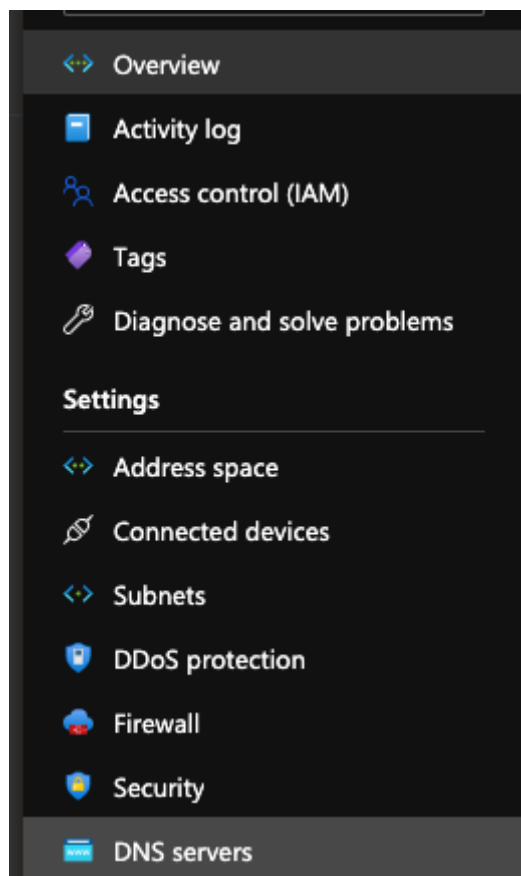 Overview
Activity log
Access control (IAM)
Tags
Diagnose and solve problems
Settings
Address space
Connected devices
Subnets
DDoS protection
Firewall
Security
DNS servers